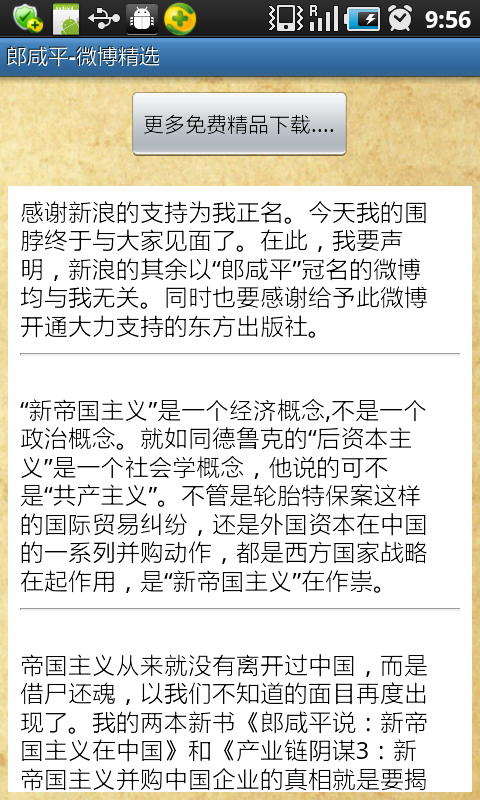 R
9:56
郎咸平-微博精选
更多免费精品下载....
感谢新浪的支持为我正名。今天我的围
脖终于与大家见面了。在此，我要声
明，新浪的其余以“郎咸平”冠名的微博
均与我无关。同时也要感谢给予此微博
开通大力支持的东方出版社。
“新帝国主义”是一个经济概念,不是一个
政治概念。就如同德鲁克的“后资本主
义”是一个社会学概念，他说的可不
是“共产主义”。不管是轮胎特保案这样
的国际贸易纠纷，还是外国资本在中国
的一系列并购动作，都是西方国家战略
在起作用，是“新帝国主义”在作祟。
帝国主义从来就没有离开过中国，而是
借尸还魂，以我们不知道的面目再度出
现了。我的两本新书《郎咸平说：新帝
国主义在中国》和《产业链阴谋3：新
帝国主义并购中国企业的真相就是要揭